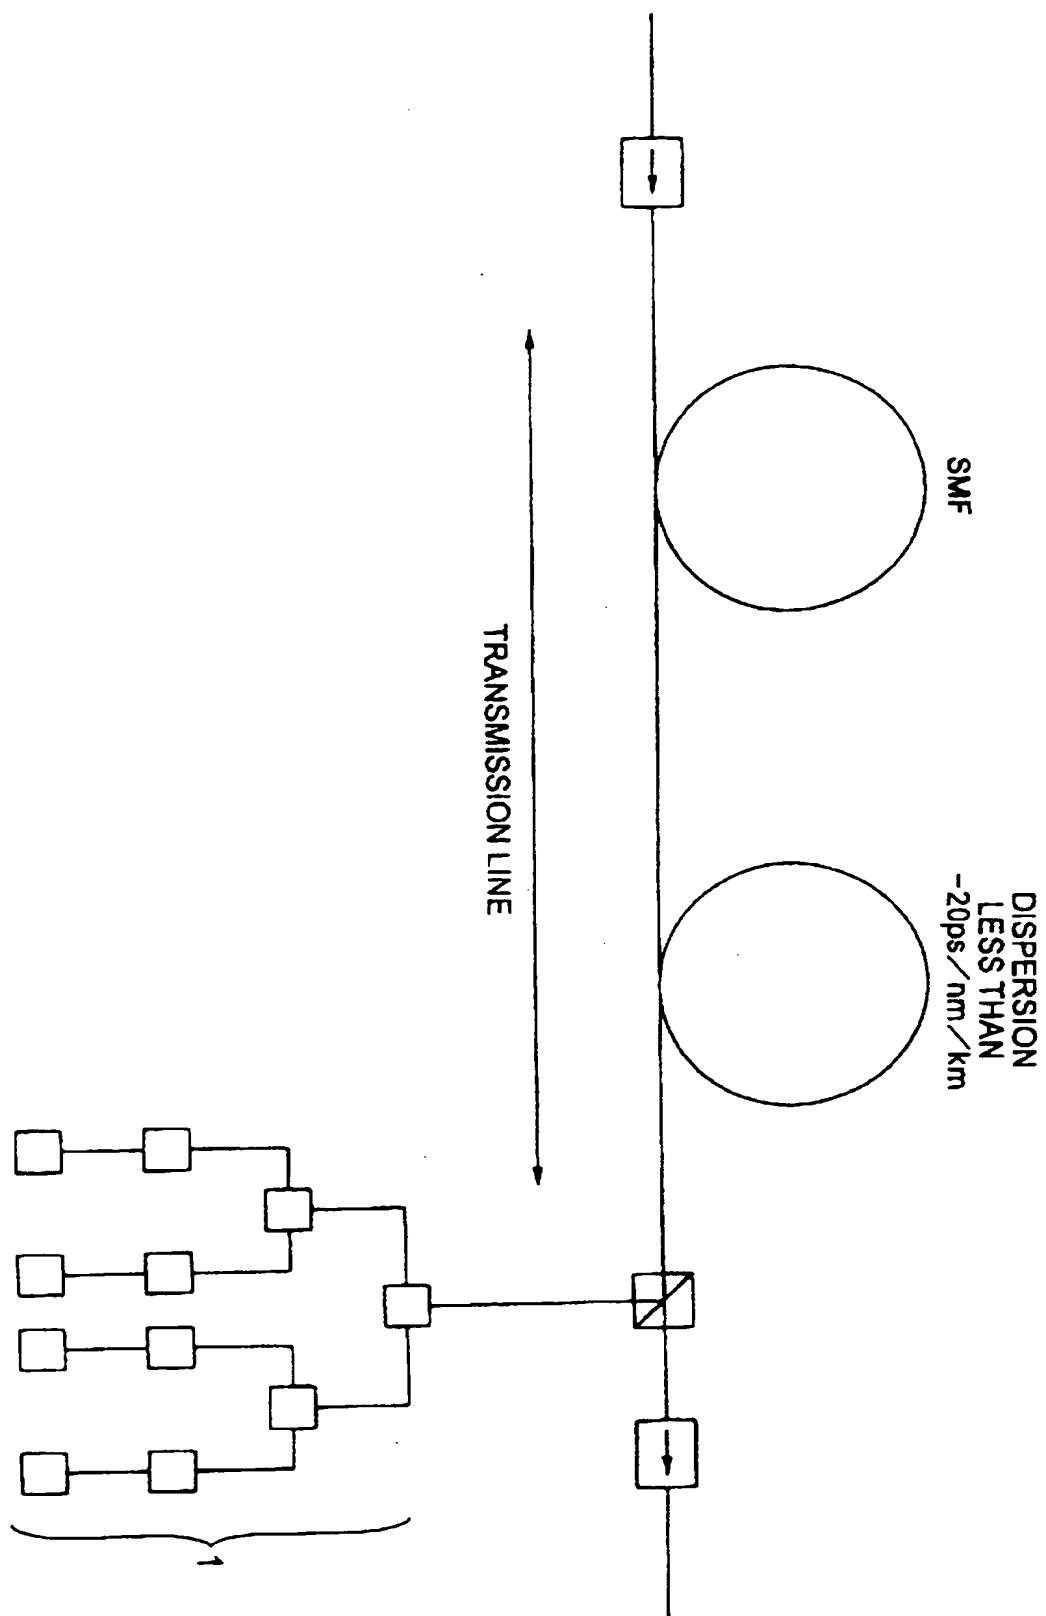 SMF
DISPERSION
LESS THAN
-20ps/nm/km
TRANSMISSION LINE
1